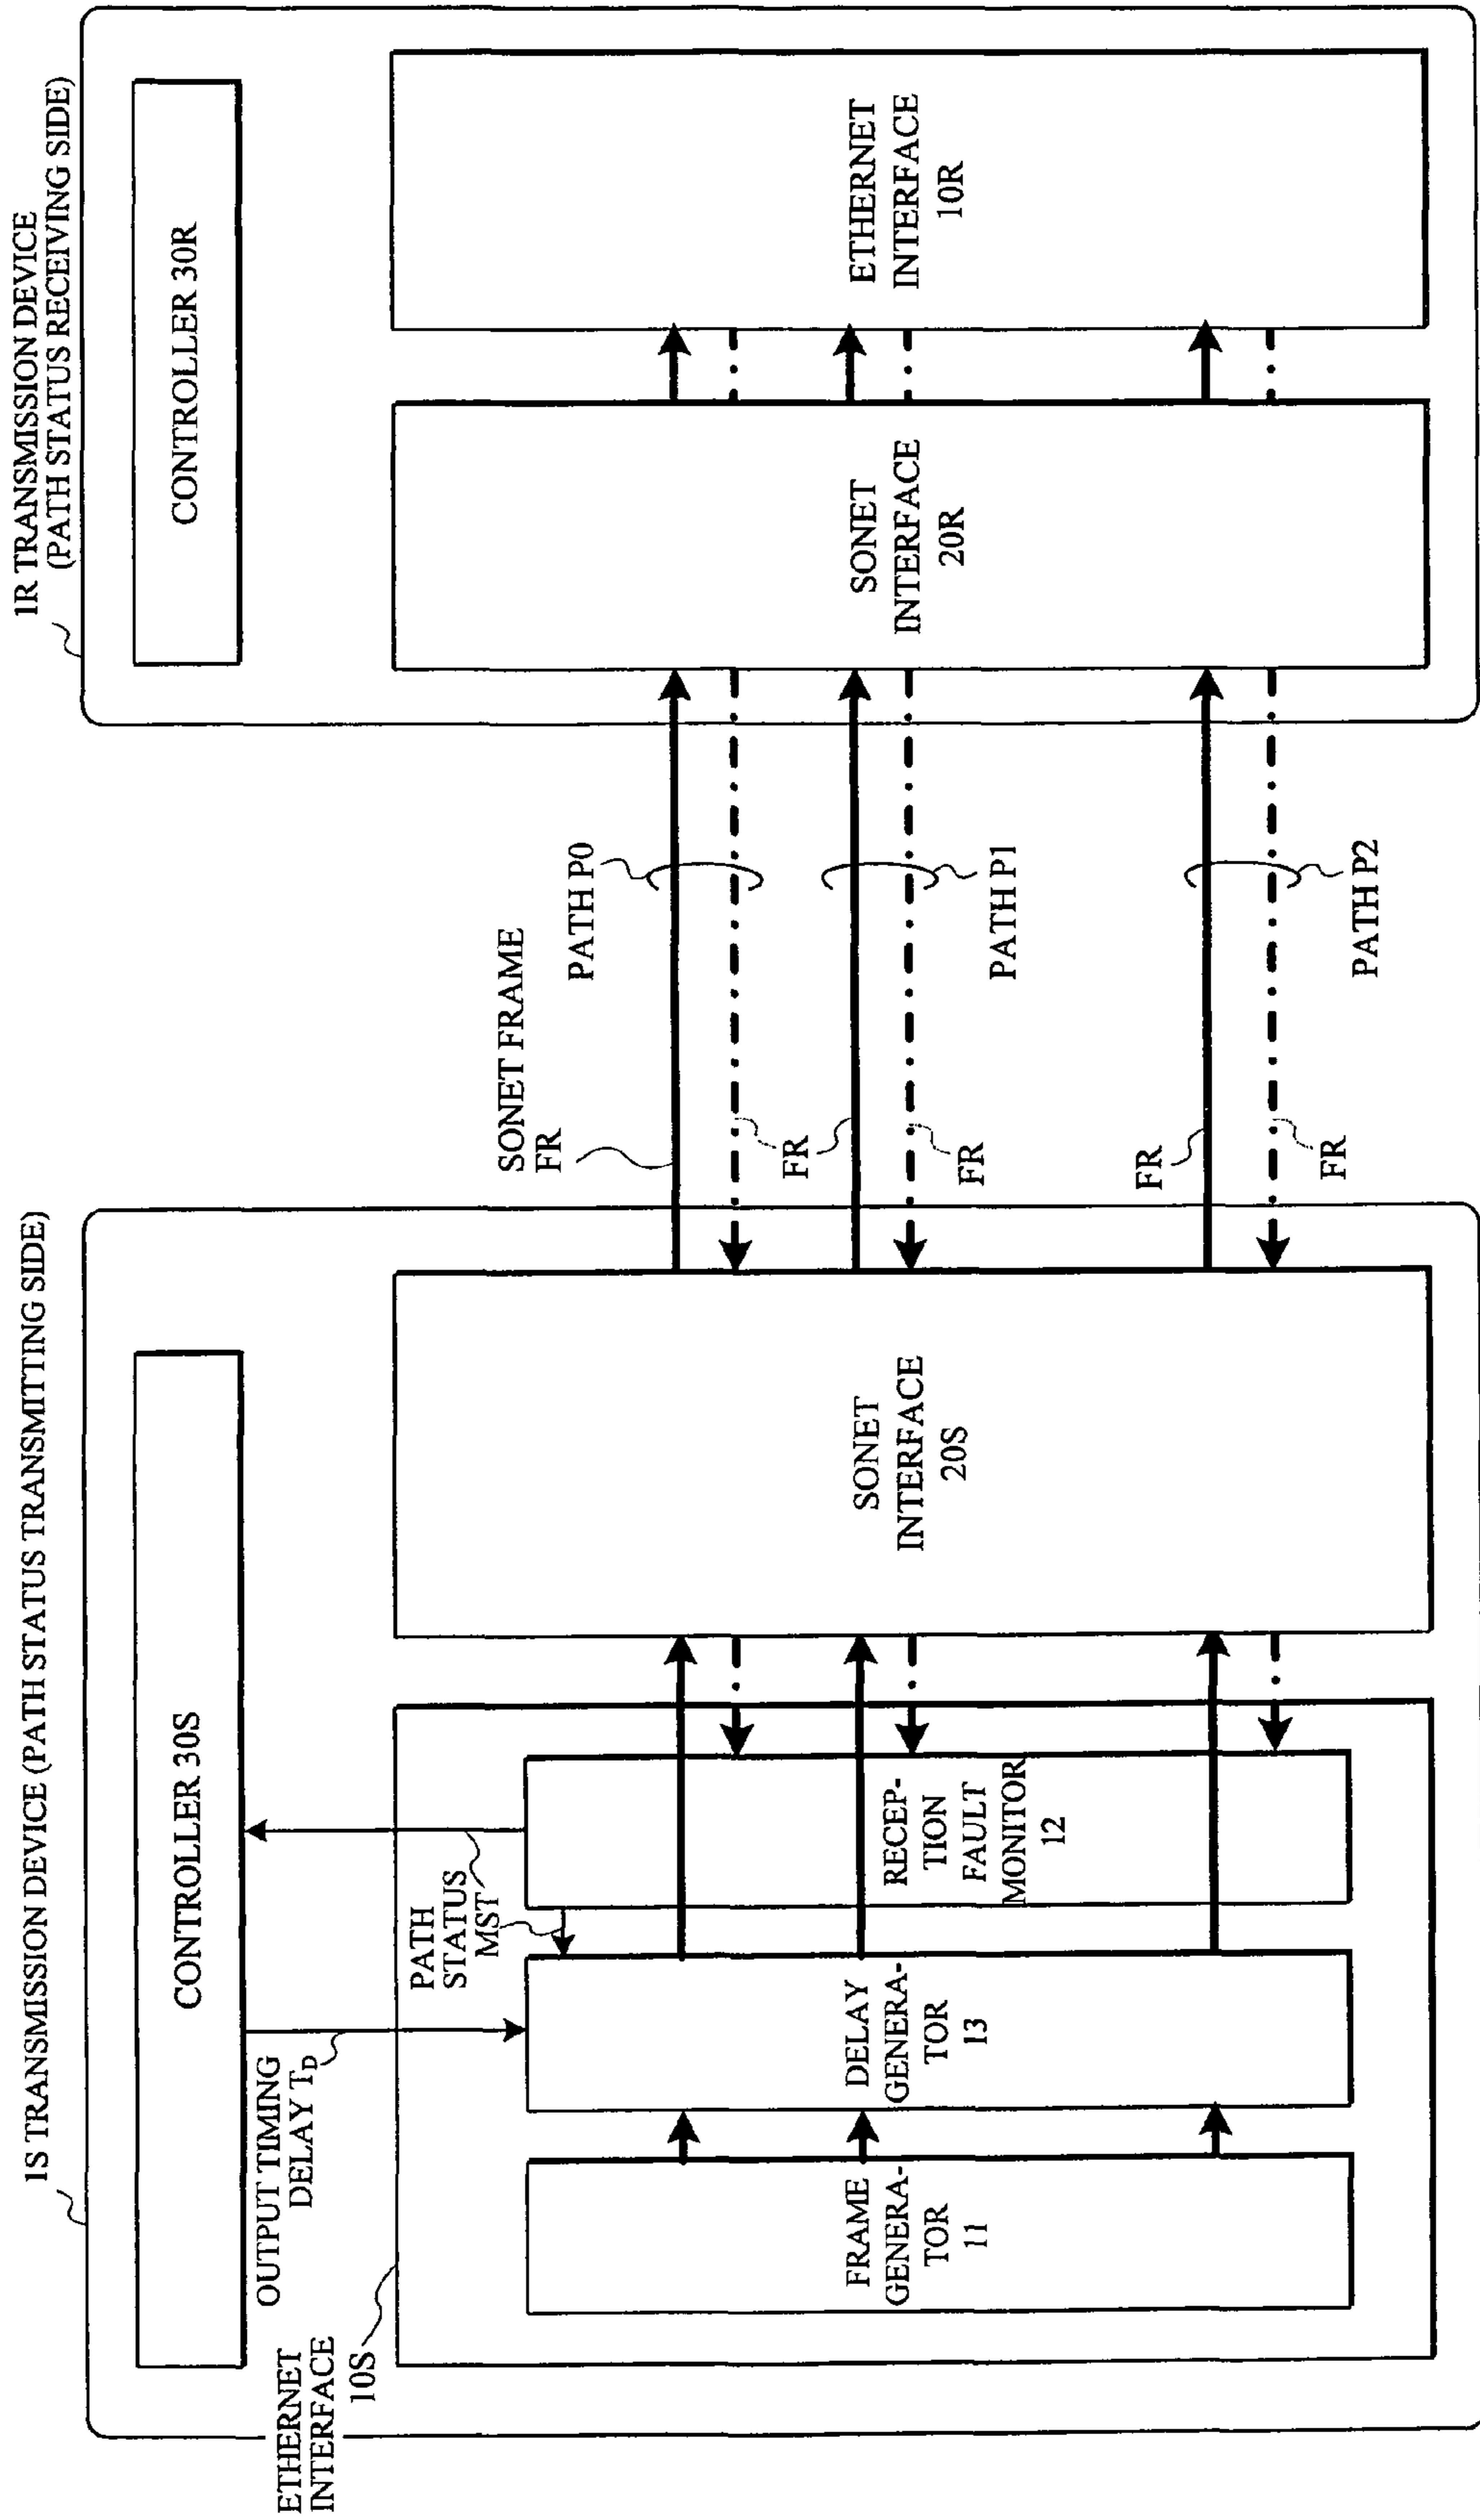 1S TRANSMISSION DEVICE (PATH STATUS TRANSMITTING SIDE)
CONTROLLER 30S
OUTPUT TIMING
DELAY TD
PATH
STATUS
MST
ETHERNET
INTERFACE
10S
FRAME
GENERA-
TOR
11
DELAY
GENERA-
TOR
13
RECEP-
TION
FAULT
MONITOR
12
SONET
INTERFACE
20S
SONET FRAME
FR
PATH P0
FR
PATH P1
FR
FR
PATH P2
FR
1R TRANSMISSION DEVICE
(PATH STATUS RECEIVING SIDE)
CONTROLLER 30R
SONET
INTERFACE
20R
ETHERNET
INTERFACE
10R